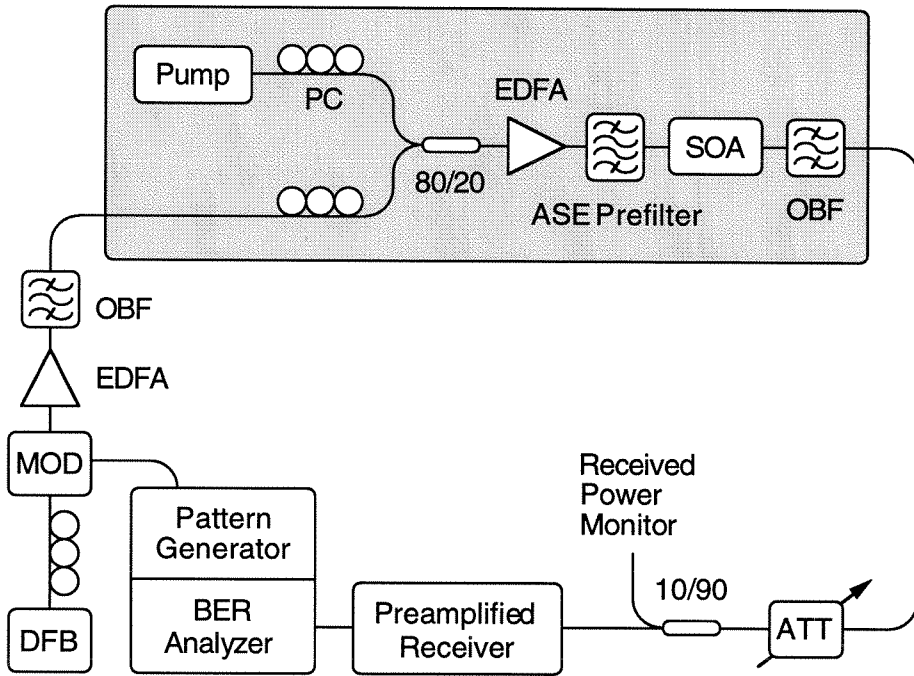 Pump
PC
EDFA
80/20
SOA
ASE Prefilter
OBF
OBF
EDFA
MOD
Pattern
Generator
BER
Analyzer
DFB
Preamplified
Receiver
Received
Power
Monitor
10/90
ATT